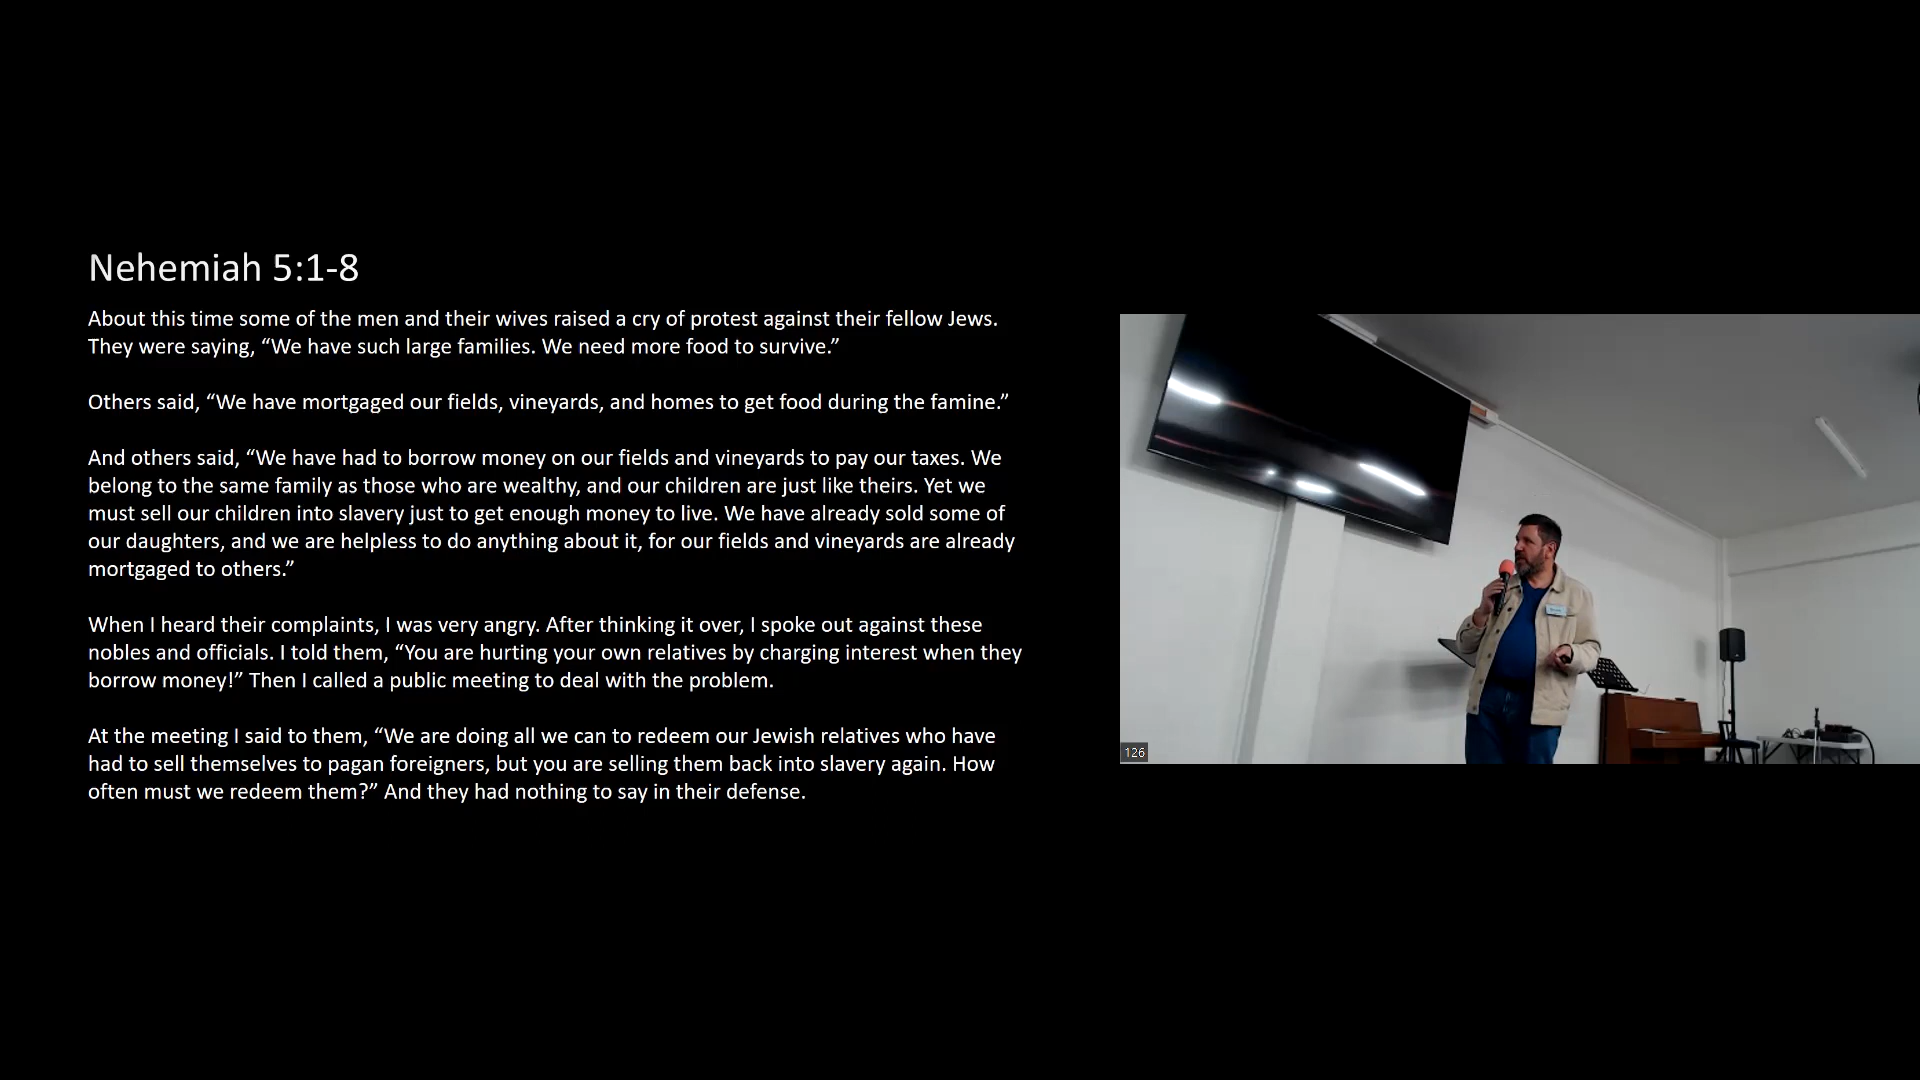 Nehemiah 5:1-8
About this time some of the men and their wives raised a cry of protest against their fellow Jews.
They were saying, “We have such large families. We need more food to survive.”
Others said, “We have mortgaged our fields, vineyards, and homes to get food during the famine.”
And others said, “We have had to borrow money on our fields and vineyards to pay our taxes. We
belong to the same family as those who are wealthy, and our children are just like theirs. Yet we
must sell our children into slavery just to get enough money to live. We have already sold some of
our daughters, and we are helpless to do anything about it, for our fields and vineyards are already
mortgaged to others.”
When I heard their complaints, I was very angry. After thinking it over, I spoke out against these
nobles and officials. I told them, “You are hurting your own relatives by charging interest when they
borrow money!” Then I called a public meeting to deal with the problem.
At the meeting I said to them, “We are doing all we can to redeem our Jewish relatives who have
had to sell themselves to pagan foreigners, but you are selling them back into slavery again. How
often must we redeem them?” And they had nothing to say in their defense.
126